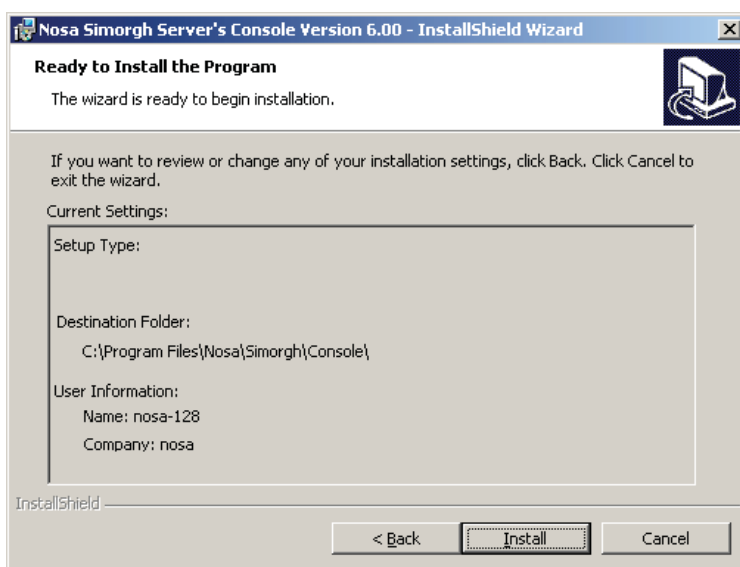 Nosa Simorgh Server's Console Version 6.00 - InstallShield Wizard
Ready to Install the Program
The wizard is ready to begin installation.
If you want to review or change any of your installation settings, click Back. Click Cancel to
exit the wizard.
Current Settings:
Setup Type:
Destination Folder:
C:\Program Files\Nosa\Simorgh\Console\
User Information:
Name: nosa-128
Company: nosa
InstallShield
< Back Install Cancel